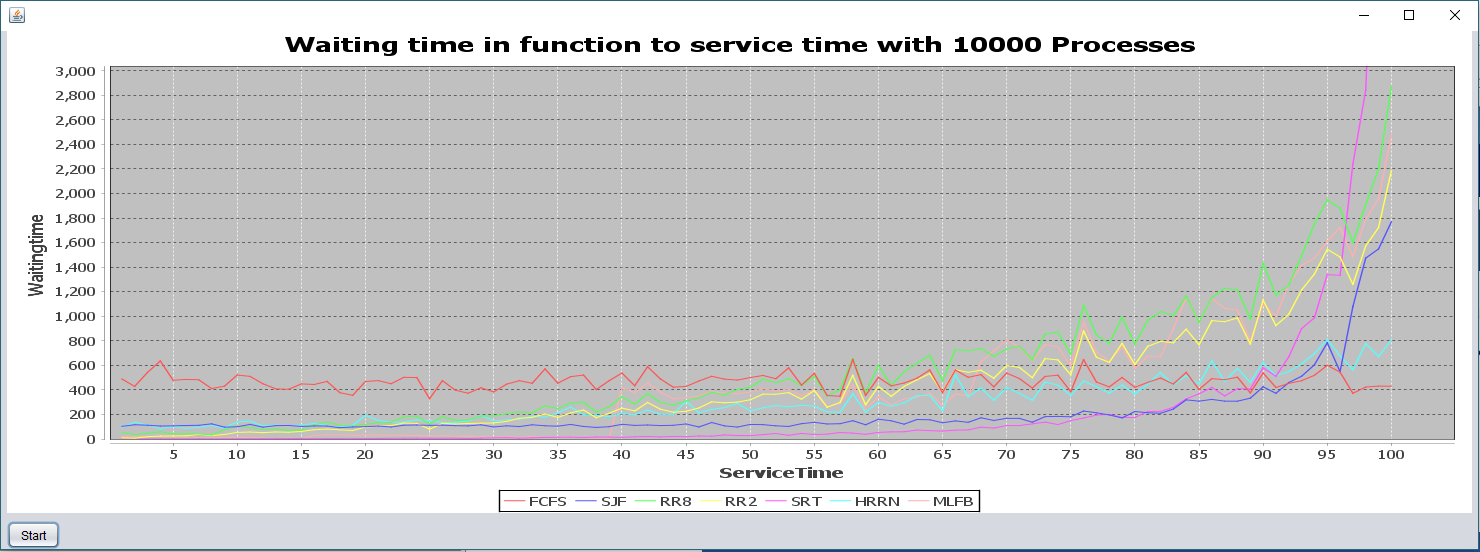 Waiting time in function to service time with 10000 Processes
3,000
2,800
2,600
2,400
2,200
2,000
1,800
1,600
1,400
1,200
1,000
800
600
400
200
0
Waitingtime
5 10 15 20 25 30 35 40 45 50 55 60 65 70 75 80 85 90 95 100
ServiceTime
FCFS SJF RR8 RR2 SRT HRRN MLFB
Start